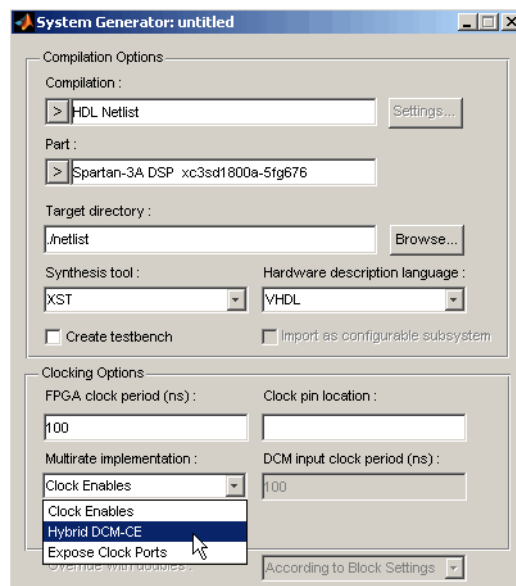 System Generator: untitled
Compilation Options
Compilation :
> HDL Netlist Settings...
Part :
> Spartan-3A DSP xc3sd1800a-5fg676
Target directory :
./netlist Browse...
Synthesis tool : Hardware description language :
XST VHDL
Create testbench Import as configurable subsystem
Clocking Options
FPGA clock period (ns) : Clock pin location :
100
Multirate implementation : DCM input clock period (ns) :
Clock Enables 100
Clock Enables
Hybrid DCM-CE
Expose Clock Ports
Override with doubles : According to Block Settings